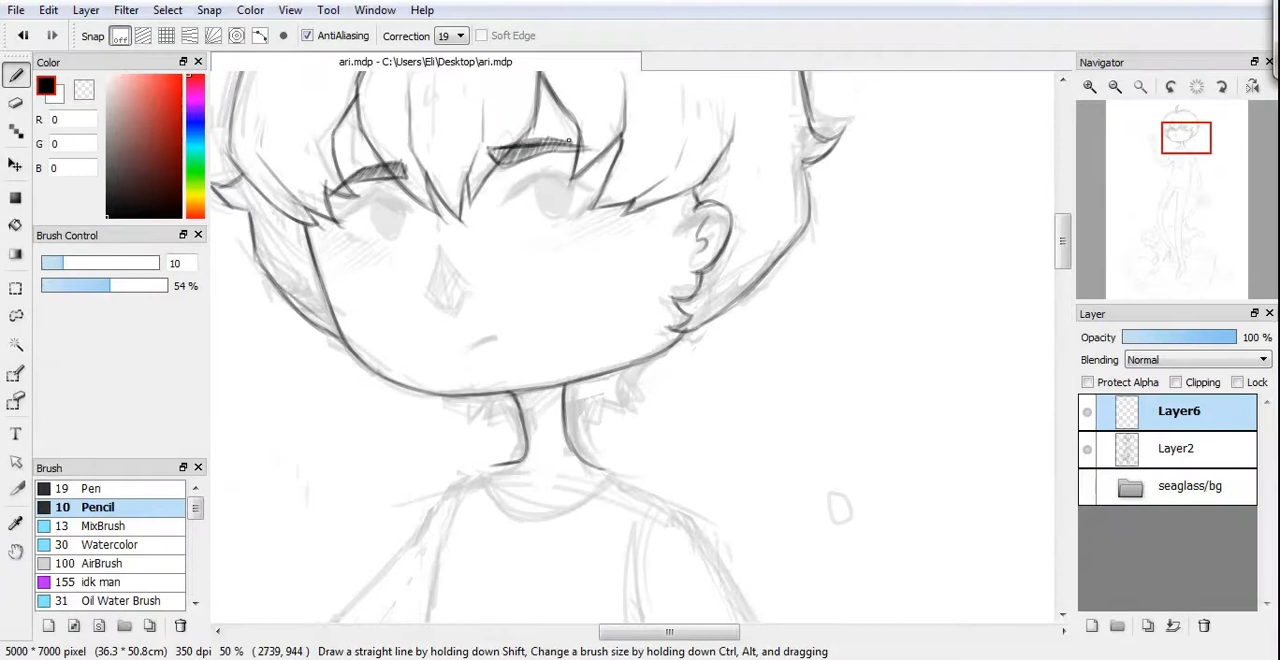 File Edit Layer Filter Select Snap Color View Tool Window Help
Snap off AntiAliasing Correction 19 Soft Edge
Color
ari.mdp - C:\Users\Eli\Desktop\ari.mdp
Navigator
R 0
G 0
B 0
Brush Control
10
54 %
Layer
Opacity 100 %
Blending Normal
Protect Alpha Clipping Lock
Layer6
Layer2
seaglass/bg
Brush
19 Pen
10 Pencil
13 MixBrush
30 Watercolor
100 AirBrush
155 idk man
31 Oil Water Brush
5000 * 7000 pixel (36.3 * 50.8cm) 350 dpi 50 % ( 2739, 944 ) Draw a straight line by holding down Shift, Change a brush size by holding down Ctrl, Alt, and dragging